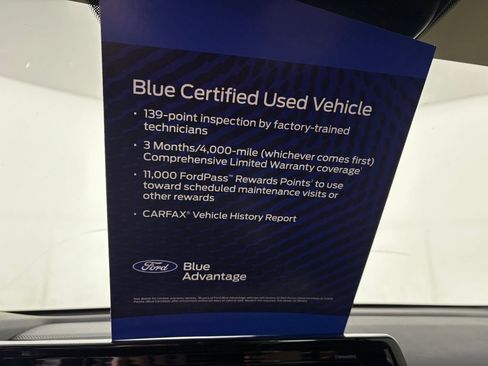 Blue Certified Used Vehicle
• 139-point inspection by factory-trained
technicians
• 3 Months/4,000-mile (whichever comes first)
Comprehensive Limited Warranty coverage
• 11,000 FordPass™ Rewards Points to use
toward scheduled maintenance visits or
other rewards
• CARFAX® Vehicle History Report
Ford
Blue
Advantage